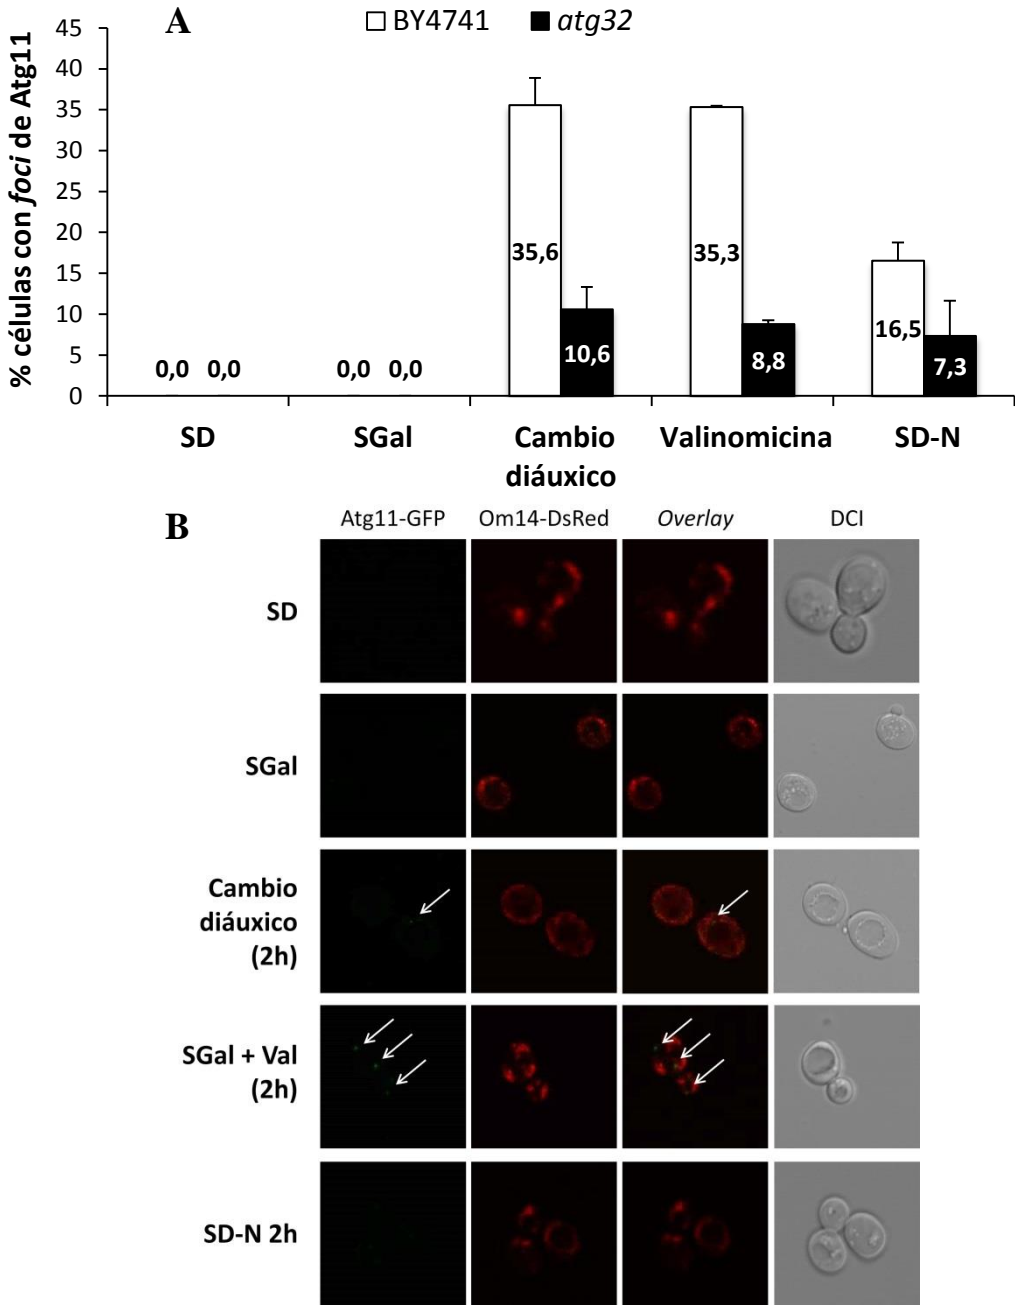 A
BY4741 atg32
% células con foci de Atg11
45
40
35
30
25
20
15
10
5
0
0,0 0,0 0,0 0,0 35,6 10,6 35,3 8,8 16,5 7,3
SD SGal Cambio diáuxico Valinomicina SD-N
B
Atg11-GFP Om14-DsRed Overlay DCI
SD
SGal
Cambio
diáuxico
(2h)
SGal + Val
(2h)
SD-N 2h